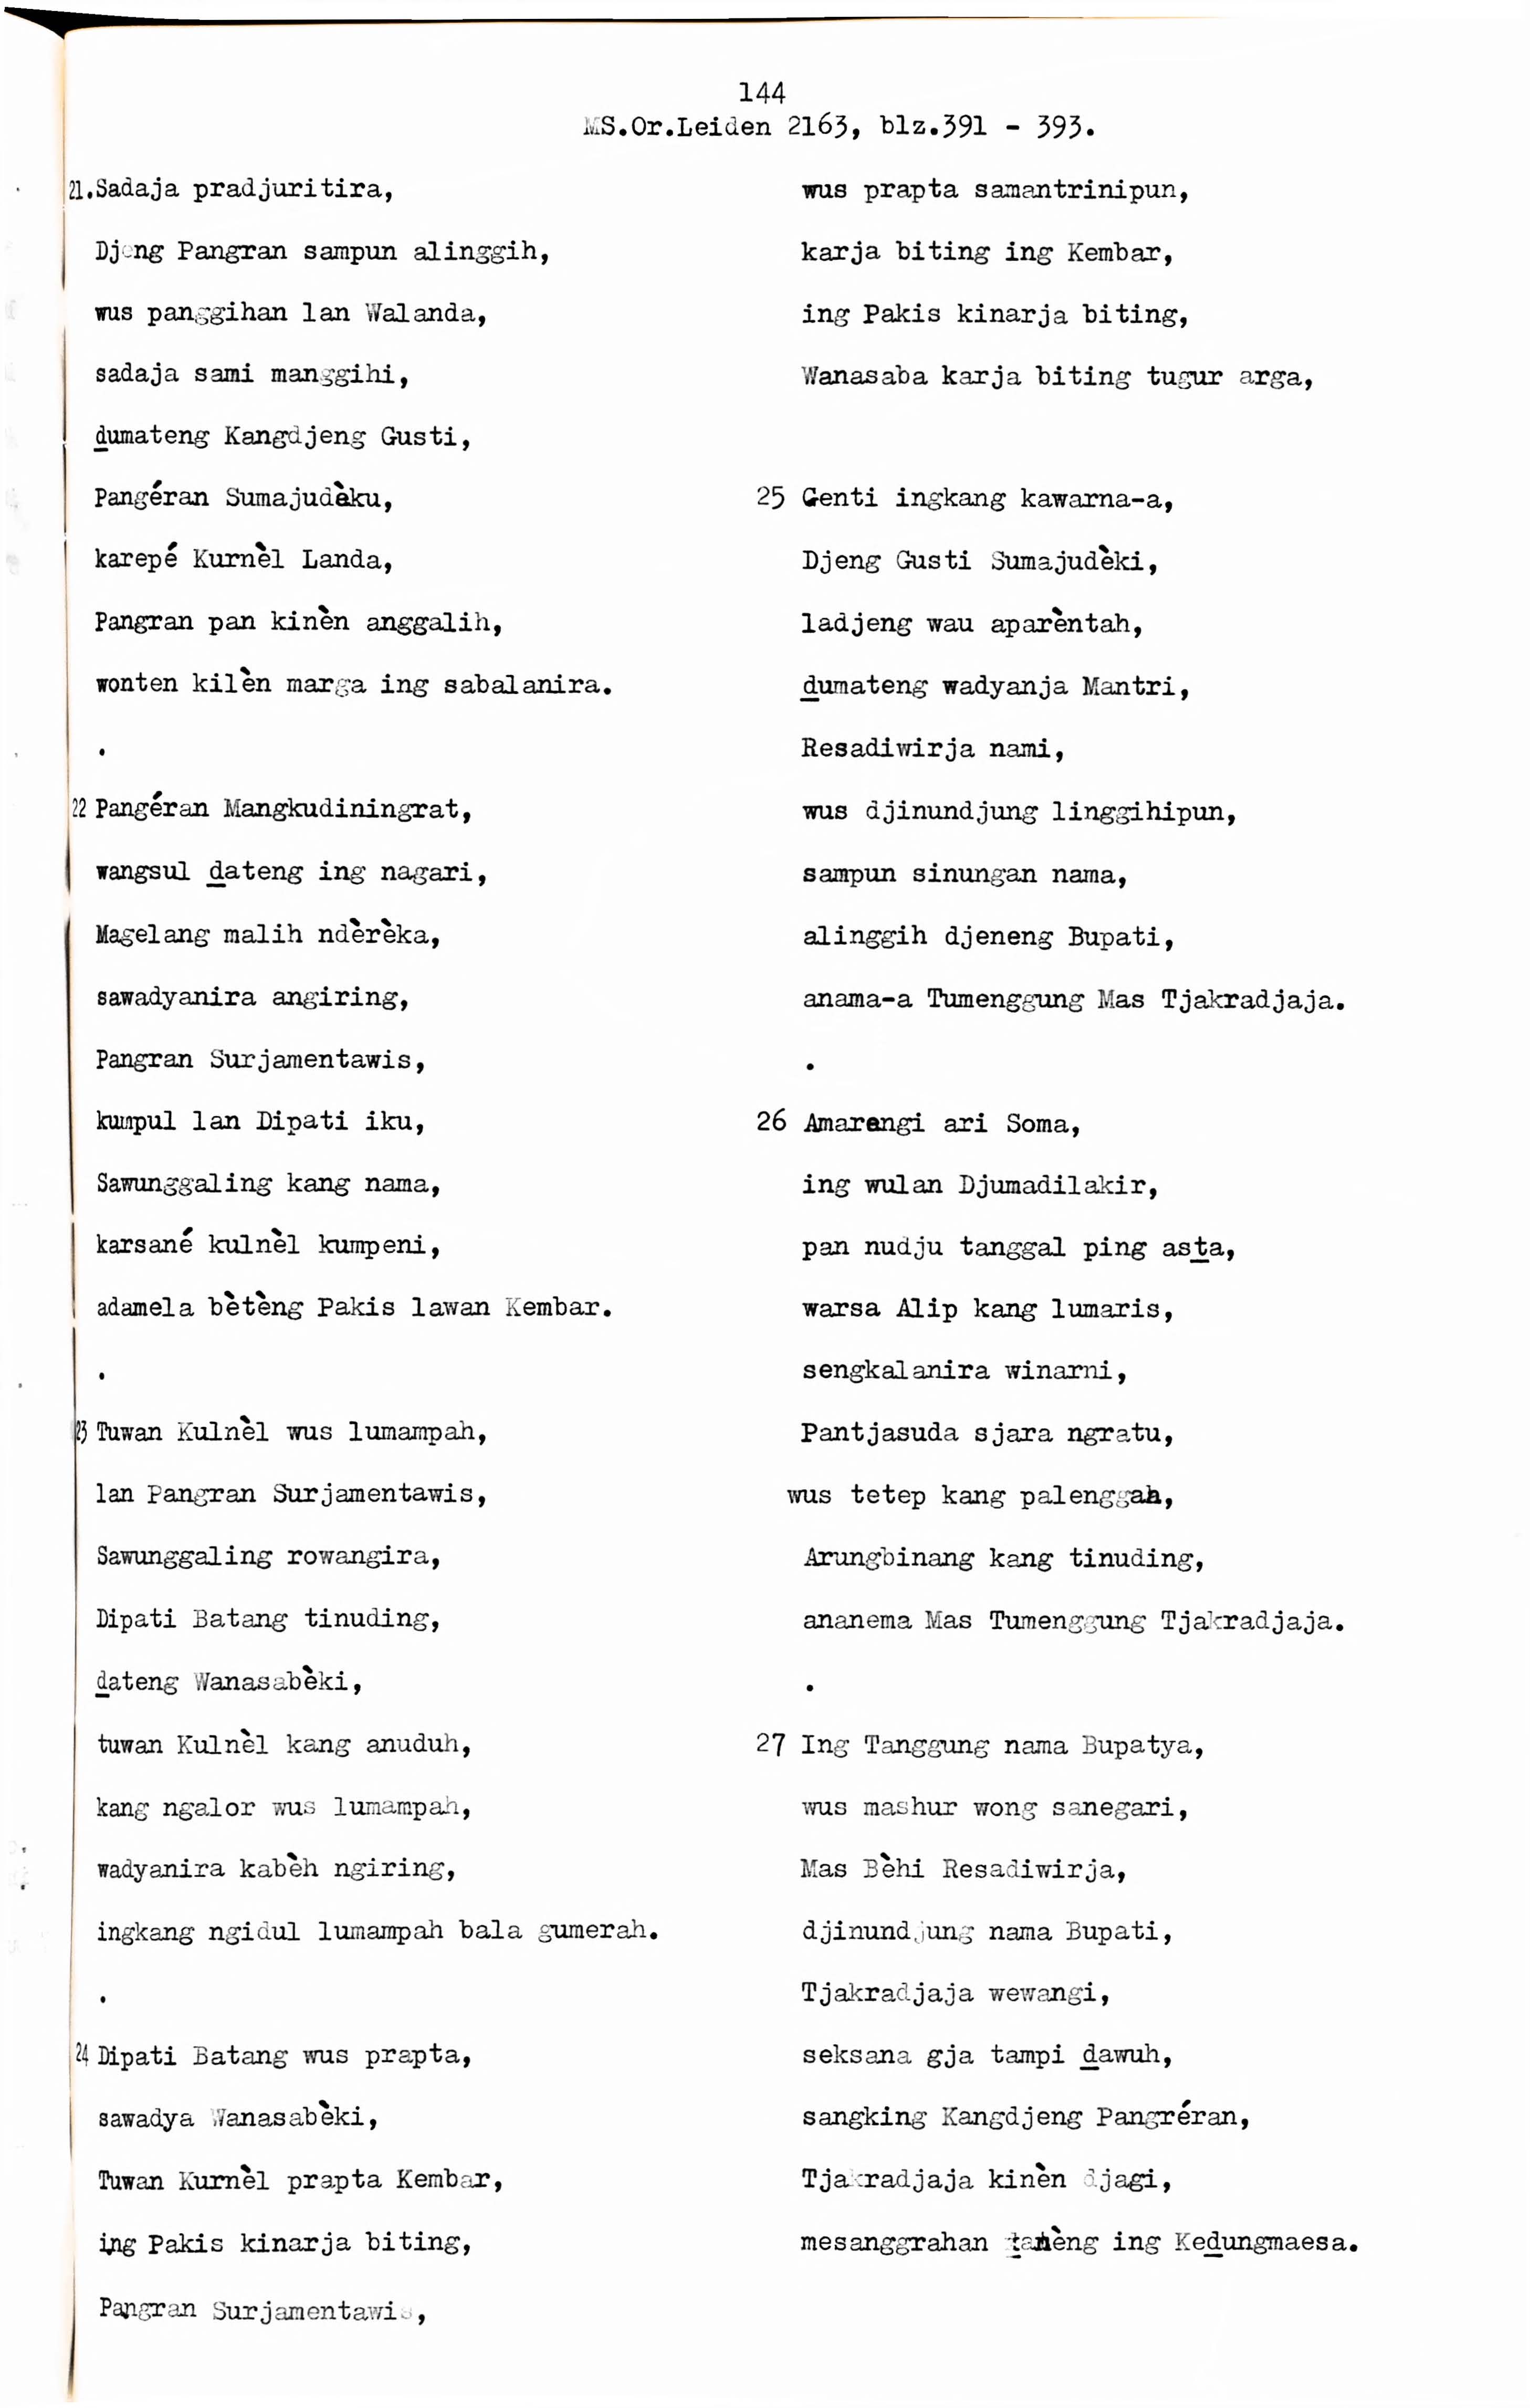 144
MS.Or.Leiden 2163, blz.391 - 393.
21.Sadaja pradjuritira,
Djeng Pangran sampun alinggih,
wus panggihan lan Walanda,
sadaja sami manggihi,
d̲umateng Kangdjeng Gusti,
Pangéran Sumajudèku,
karepé Kurnèl Landa,
Pangran pan kinèn anggalih,
wonten kilèn marga ing sabalanira.
.
22 Pangéran Mangkudiningrat,
wangsul d̲ateng ing nagari,
Magelang malih ndèrèka,
sawadyanira angiring,
Pangran Surjamentawis,
kumpul lan Dipati iku,
Sawunggaling kang nama,
karsané kulnèl kumpeni,
adamela bètèng Pakis lawan Kembar.
.
23 Tuwan Kulnèl wus lumampah,
lan Pangran Surjamentawis,
Sawunggaling rowangira,
Dipati Batang tinuding,
d̲ateng Wanasabèki,
tuwan Kulnèl kang anuduh,
kang ngalor wus lumampah,
wadyanira kabèh ngiring,
ingkang ngidul lumampah bala gumerah.
.
24 Dipati Batang wus prapta,
sawadya Wanasabèki,
Tuwan Kurnèl prapta Kembar,
ing Pakis kinarja biting,
Pangran Surjamentawis,
wus prapta samantrinipun,
karja biting ing Kembar,
ing Pakis kinarja biting,
Wanasaba karja biting tugur arga,
25 Genti ingkang kawarna-a,
Djeng Gusti Sumajudèki,
ladjeng wau aparèntah,
d̲umateng wadyanja Mantri,
Resadiwirja nami,
wus djinundjung linggihipun,
sampun sinungan nama,
alinggih djeneng Bupati,
anama-a Tumenggung Mas Tjakradjaja.
.
26 Amarengi ari Soma,
ing wulan Djumadilakir,
pan nudju tanggal ping ast̲a,
warsa Alip kang lumaris,
sengkalanira winarni,
Pantjasuda sjara ngratu,
wus tetep kang palenggah,
Arungbinang kang tinuding,
ananema Mas Tumenggung Tjakradjaja.
.
27 Ing Tanggung nama Bupatya,
wus mashur wong sanegari,
Mas Bèhi Resadiwirja,
djinundjung nama Bupati,
Tjakradjaja wewangi,
seksana gja tampi d̲awuh,
sangking Kangdjeng Pangréran,
Tjakradjaja kinèn djagi,
mesanggrahan ing Ked̲ungmaesa.